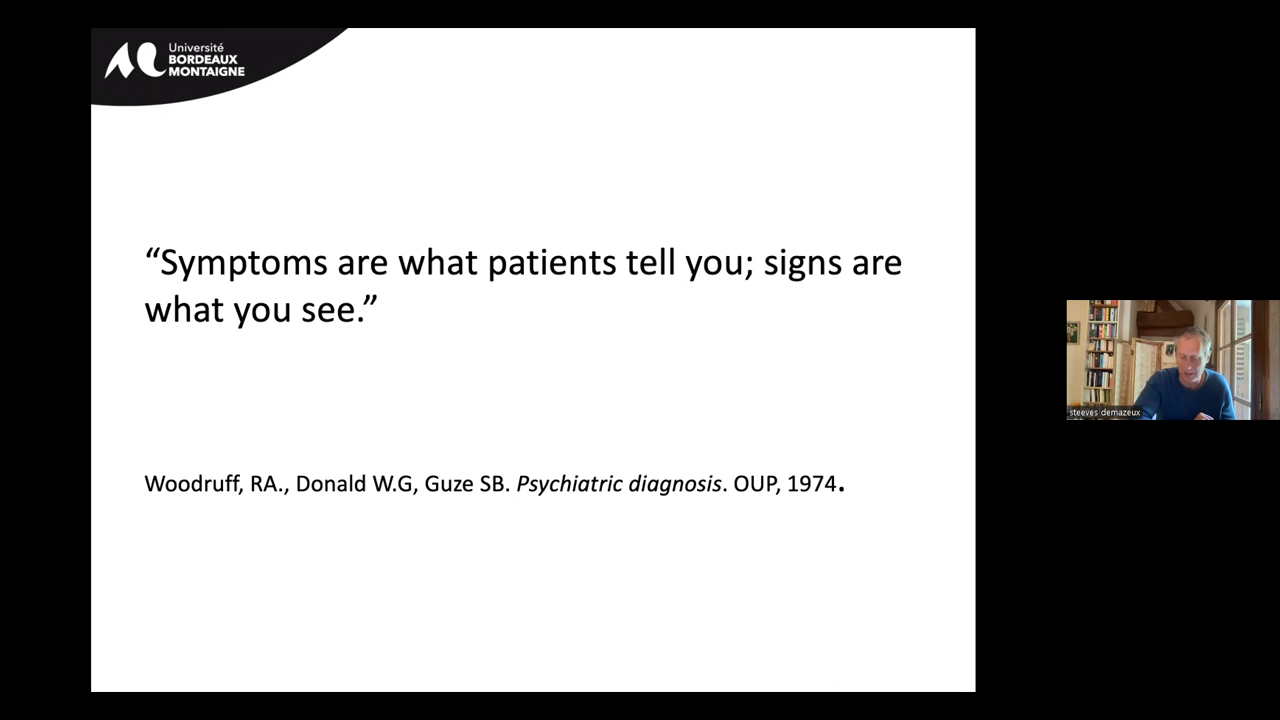 Université
BORDEAUX
MONTAIGNE
“Symptoms are what patients tell you; signs are
what you see.”
Woodruff, RA., Donald W.G, Guze SB. Psychiatric diagnosis. OUP, 1974.
steeves demazeux